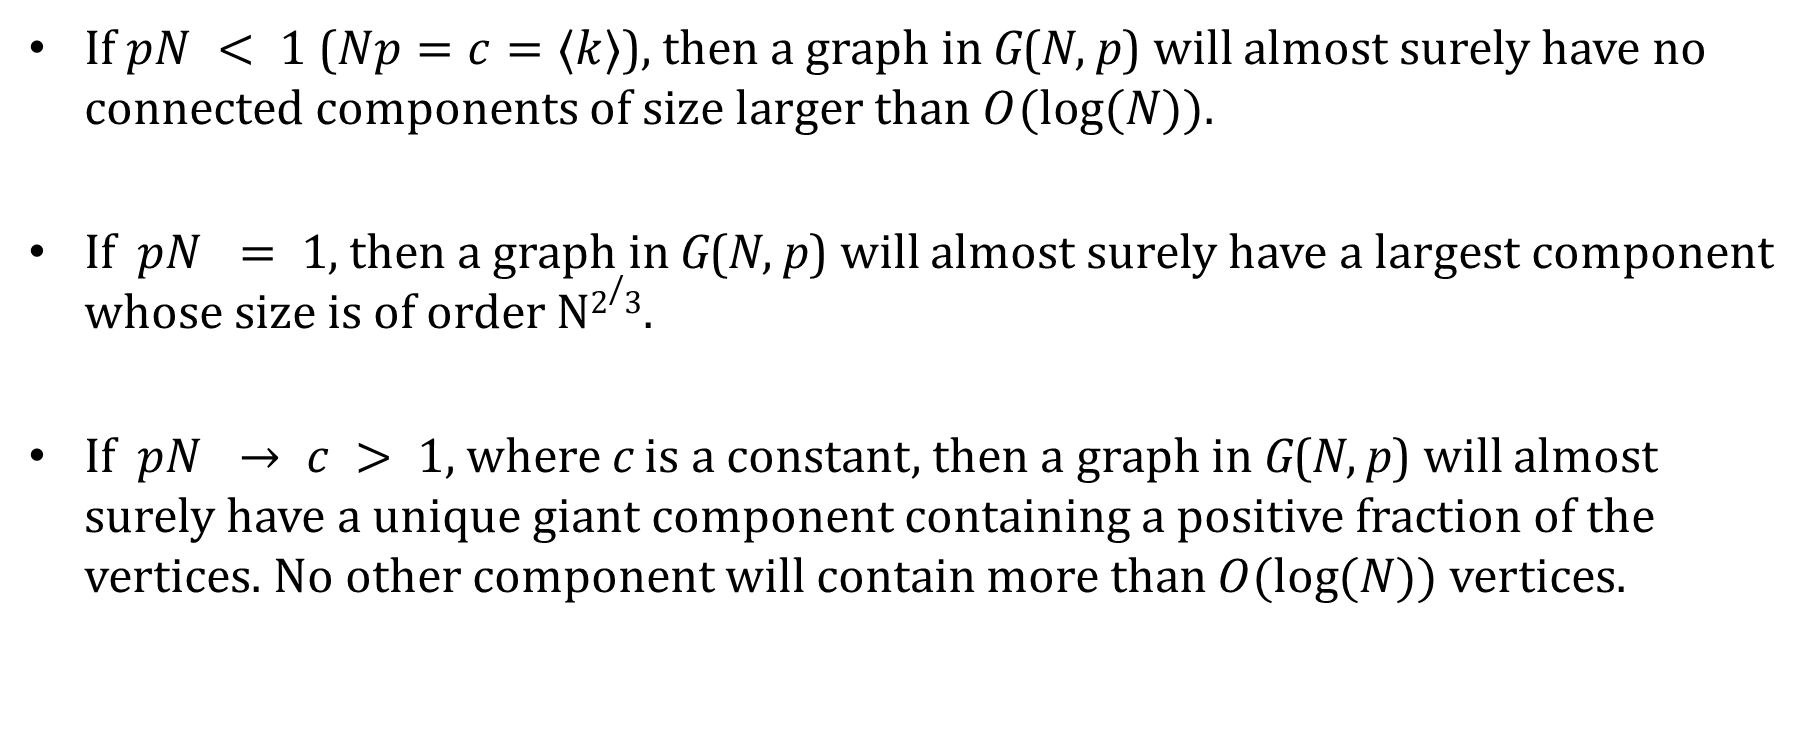 • If pN < 1 (Np = c = ⟨k⟩), then a graph in G(N, p) will almost surely have no
connected components of size larger than O(log(N)).
• If pN = 1, then a graph in G(N, p) will almost surely have a largest component
whose size is of order N^2/3.
• If pN → c > 1, where c is a constant, then a graph in G(N, p) will almost
surely have a unique giant component containing a positive fraction of the
vertices. No other component will contain more than O(log(N)) vertices.